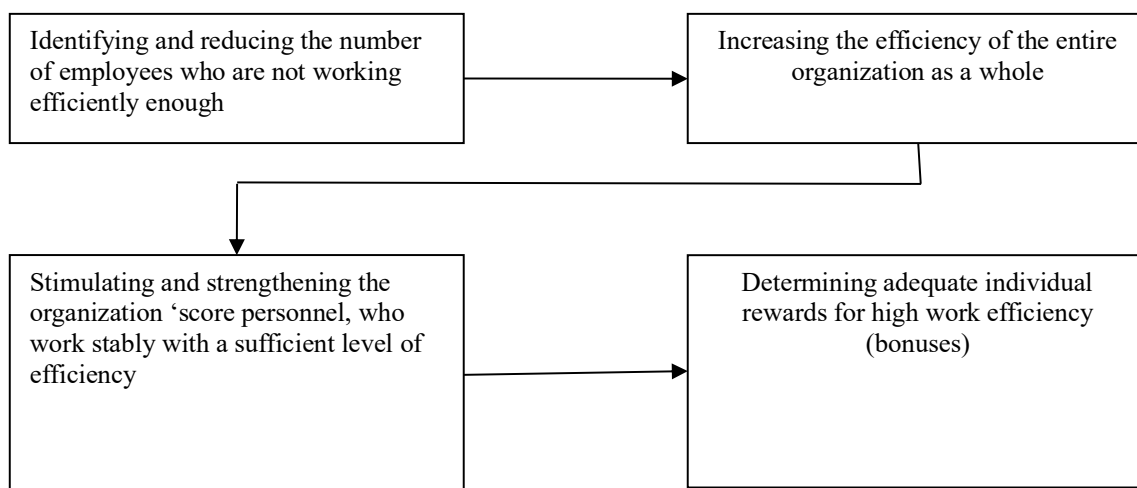 Identifying and reducing the number
of employees who are not working
efficiently enough
Increasing the efficiency of the entire
organization as a whole
Stimulating and strengthening the
organization ‘score personnel, who
work stably with a sufficient level of
efficiency
Determining adequate individual
rewards for high work efficiency
(bonuses)